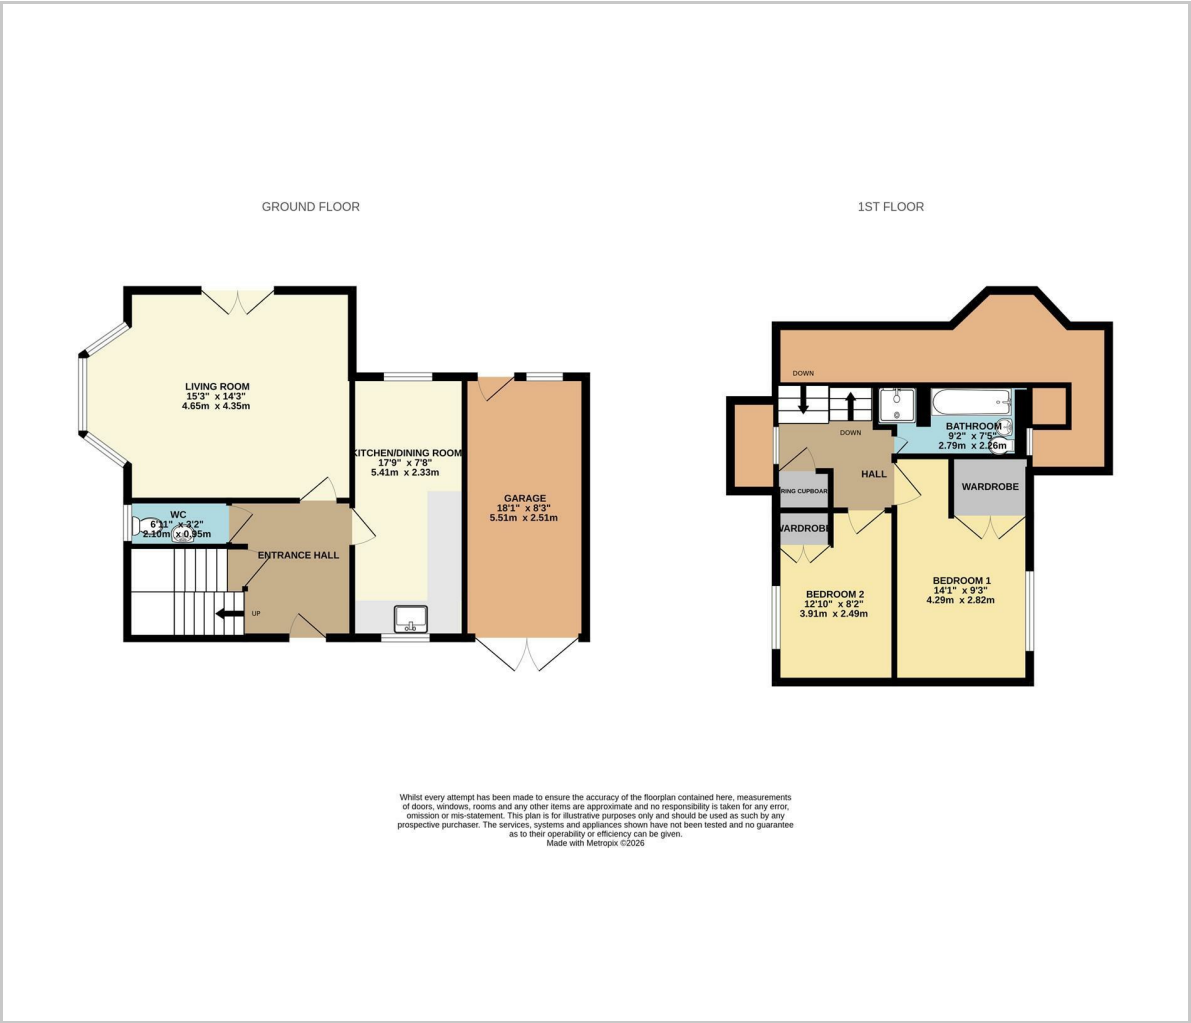 GROUND FLOOR
1ST FLOOR
LIVING ROOM
15'3" x 14'3"
4.65m x 4.35m
KITCHEN/DINING ROOM
17'9" x 7'8"
5.41m x 2.33m
GARAGE
18'1" x 8'3"
5.51m x 2.51m
WC
6'11" x 3'2"
2.10m x 0.95m
ENTRANCE HALL
UP
DOWN
DOWN
BATHROOM
9'2" x 7'5"
2.79m x 2.26m
HALL
RING CUPBOAR
WARDROBE
WARDROBE
BEDROOM 2
12'10" x 8'2"
3.91m x 2.49m
BEDROOM 1
14'1" x 9'3"
4.29m x 2.82m
Whilst every attempt has been made to ensure the accuracy of the floorplan contained here, measurements
of doors, windows, rooms and any other items are approximate and no responsibility is taken for any error,
omission or mis-statement. This plan is for illustrative purposes only and should be used as such by any
prospective purchaser. The services, systems and appliances shown have not been tested and no guarantee
as to their operability or efficiency can be given.
Made with Metropix ©2026